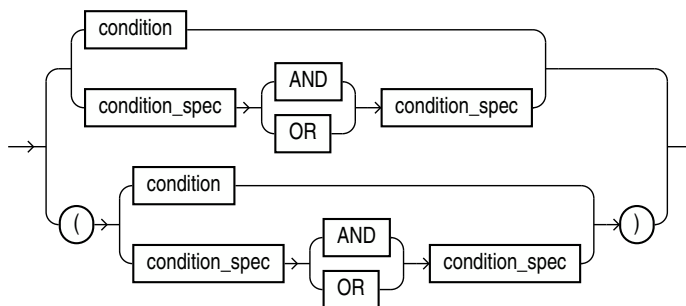 condition
AND
condition_spec condition_spec
OR
condition
( )
AND
condition_spec condition_spec
OR